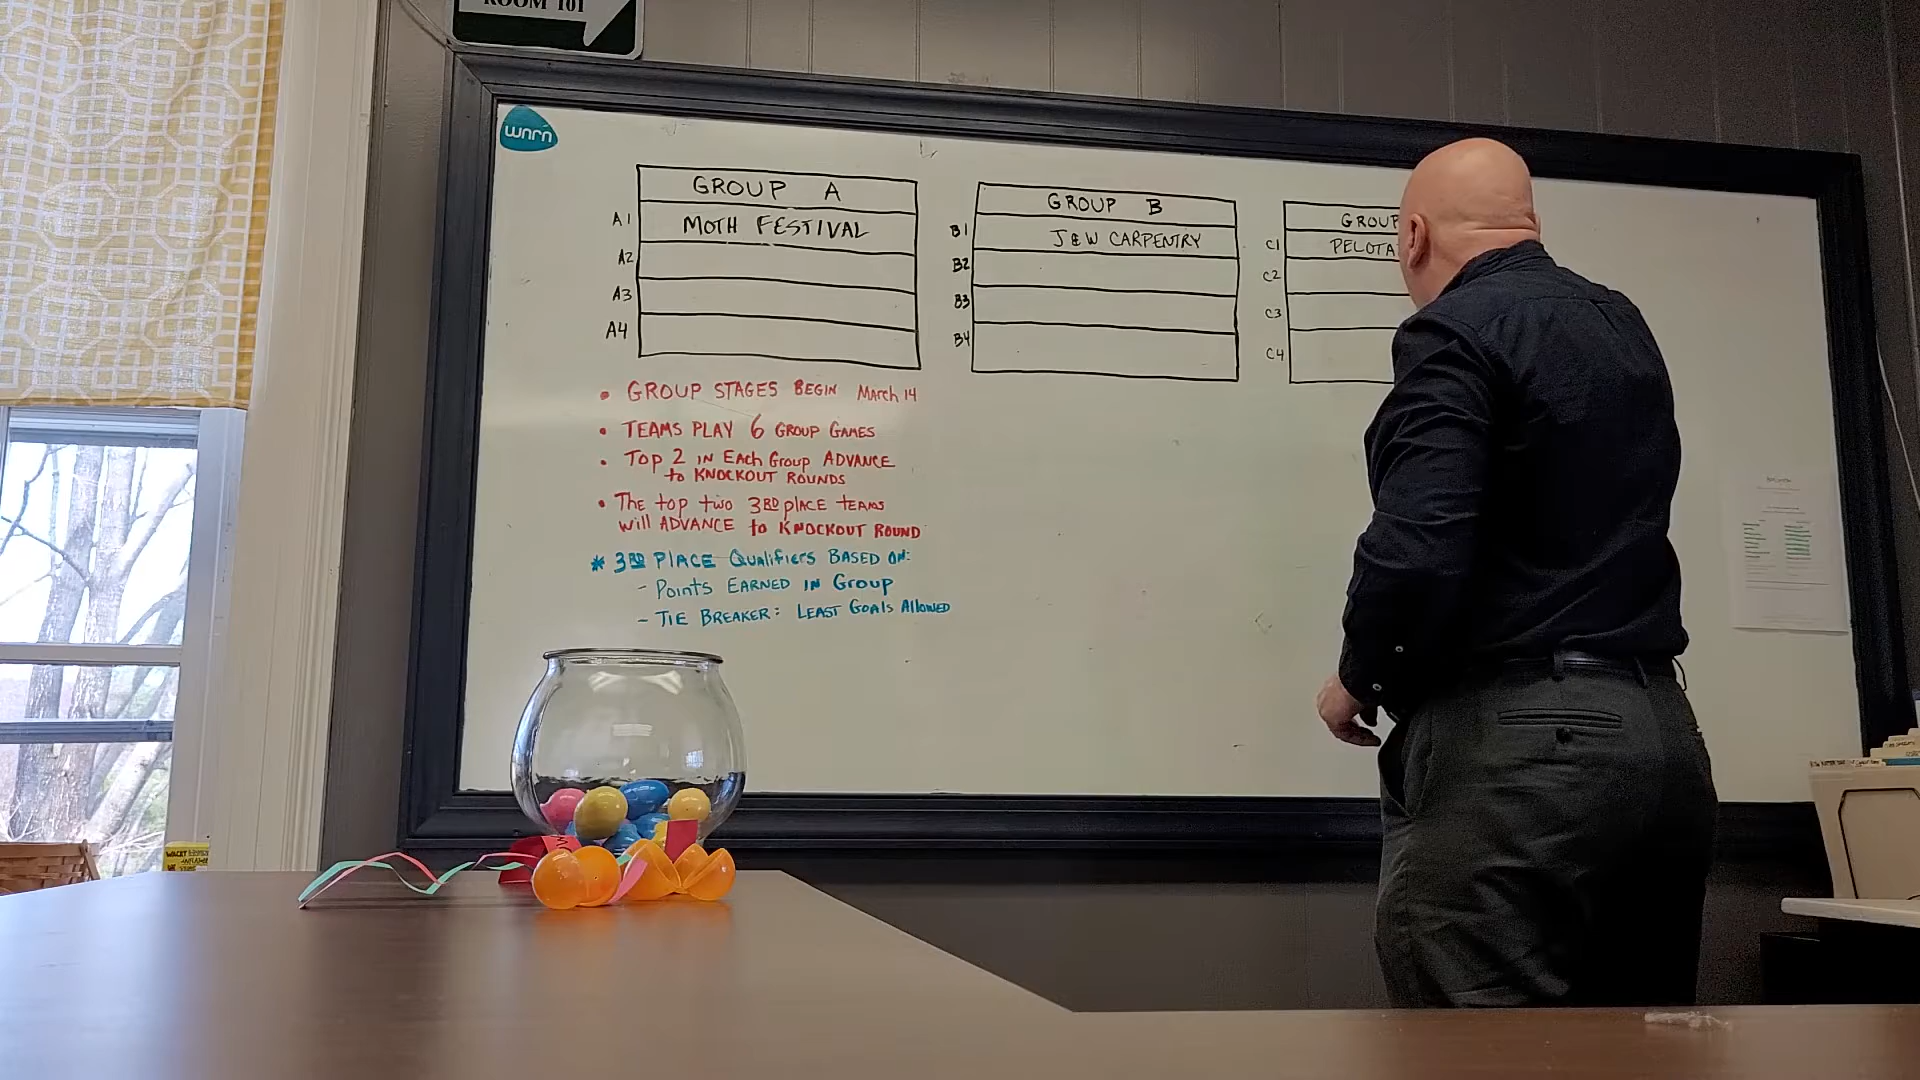 ROOM 101
wnrn
GROUP A
A1 MOTH FESTIVAL
A2
A3
A4
GROUP B
B1 J&W CARPENTRY
B2
B3
B4
GROUP
C1 PELOTA
C2
C3
C4
• GROUP STAGES BEGIN March 14
• TEAMS PLAY 6 GROUP GAMES
• TOP 2 IN EACH Group ADVANCE
to KNOCKOUT ROUNDS
• The top two 3RD place TEAMS
will ADVANCE to KNOCKOUT ROUND
* 3RD PLACE Qualifiers BASED ON:
- Points EARNED IN Group
- TIE BREAKER: LEAST GOALS Allowed